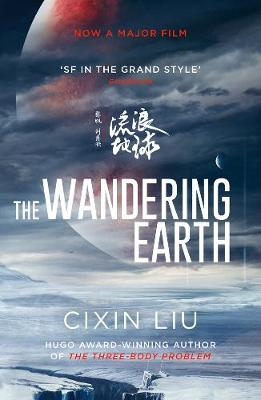 NOW A MAJOR FILM
'SF IN THE GRAND STYLE'
GUARDIAN
流浪
地球
THE WANDERING
EARTH
CIXIN LIU
HUGO AWARD-WINNING AUTHOR
OF THE THREE-BODY PROBLEM